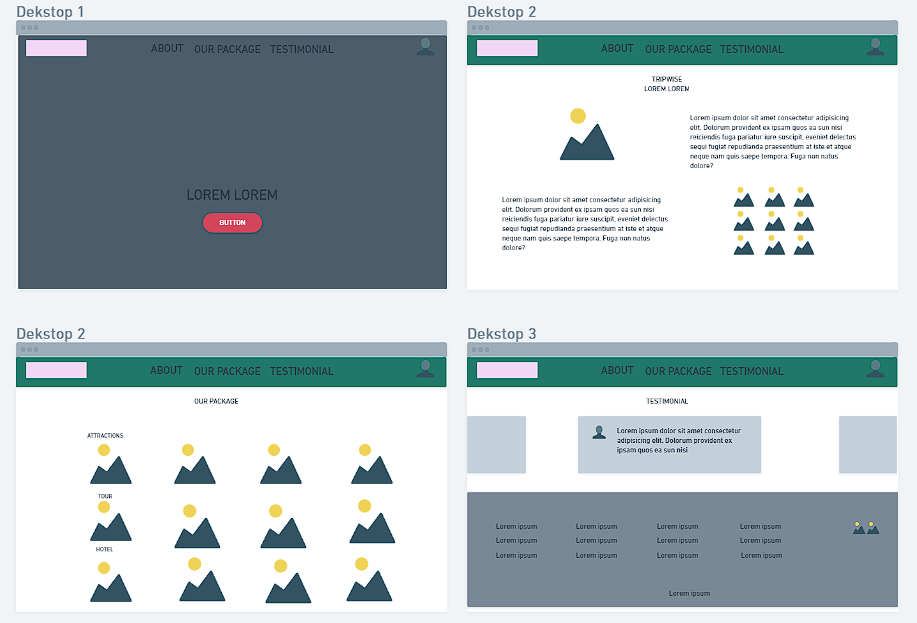 Dekstop 1
ABOUT OUR PACKAGE TESTIMONIAL
LOREM LOREM
BUTTON
Dekstop 2
ABOUT OUR PACKAGE TESTIMONIAL
TRIPWISE
LOREM LOREN
Lorem ipsum dolor sit amet consectetur adipisicing
elit. Dolorum provident ex ipsam quos ea sun nisi
reiciendis fuga pariatur iure suscipit, eveniet delectus
sequi fugiat repudianda praesentium at iste et atque
neque nam quis saepe tempora. Fuga non natus
dolore?
Lorem ipsum dolor sit amet consectetur adipisicing
elit. Dolorum provident ex ipsam quos ea sun nisi
reiciendis fuga pariatur iure suscipit, eveniet delectus
sequi fugiat repudianda praesentium at iste et atque
neque nam quis saepe tempora. Fuga non natus
dolore?
Dekstop 2
ABOUT OUR PACKAGE TESTIMONIAL
OUR PACKAGE
ATTRACTIONS
TOUR
HOTEL
Dekstop 3
ABOUT OUR PACKAGE TESTIMONIAL
TESTIMONIAL
Lorem ipsum dolor sit amet consectetur
adipisicing elit. Dolorum provident ex
ipsam quos ea sun nisi
Lorem ipsum Lorem ipsum Lorem ipsum Lorem ipsum
Lorem ipsum Lorem ipsum Lorem ipsum Lorem ipsum
Lorem ipsum Lorem ipsum Lorem ipsum Lorem ipsum
Lorem ipsum